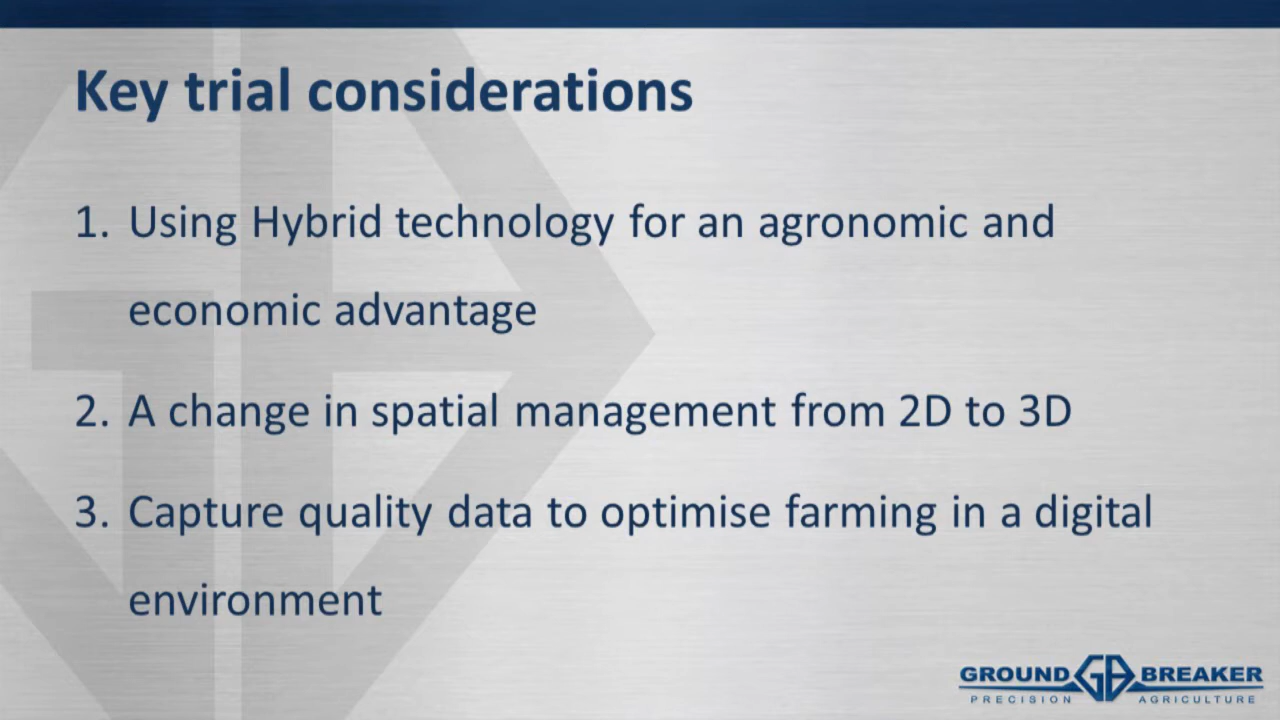 Key trial considerations
1. Using Hybrid technology for an agronomic and
economic advantage
2. A change in spatial management from 2D to 3D
3. Capture quality data to optimise farming in a digital
environment
GROUND GB BREAKER
PRECISION AGRICULTURE